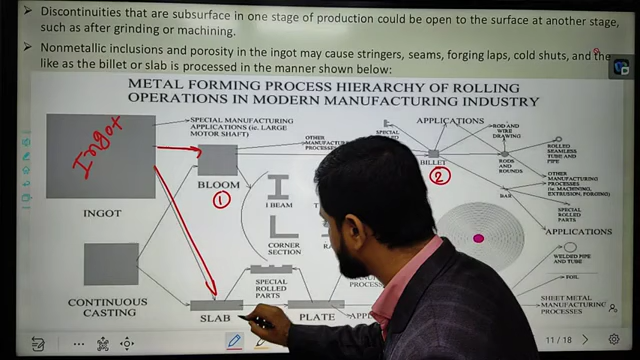 Discontinuities that are subsurface in one stage of production could be open to the surface at another stage,
such as after grinding or machining.
Nonmetallic inclusions and porosity in the ingot may cause stringers, seams, forging laps, cold shuts, and the
like as the billet or slab is processed in the manner shown below:
METAL FORMING PROCESS HIERARCHY OF ROLLING
OPERATIONS IN MODERN MANUFACTURING INDUSTRY
Ingot
INGOT
SPECIAL MANUFACTURING
APPLICATIONS (ie. LARGE
MOTOR SHAFT)
OTHER
MANUFACTURING
PROCESSES
BLOOM
1
I BEAM
CORNER
SECTION
SPECIAL
APPLICATIONS
BILLET
2
ROD AND
WIRE
DRAWING
RODS
AND
ROUNDS
ROLLED
SEAMLESS
TUBE AND
PIPE
OTHER
MANUFACTURING
PROCESSES
(ie. MACHINING,
EXTRUSION, FORGING)
BAR
SPECIAL
ROLLED
PARTS
APPLICATIONS
WELDED PIPE
AND TUBE
FOIL
SHEET METAL
MANUFACTURING
CONTINUOUS
CASTING
SLAB
SPECIAL
ROLLED
PARTS
PLATE
11 / 18